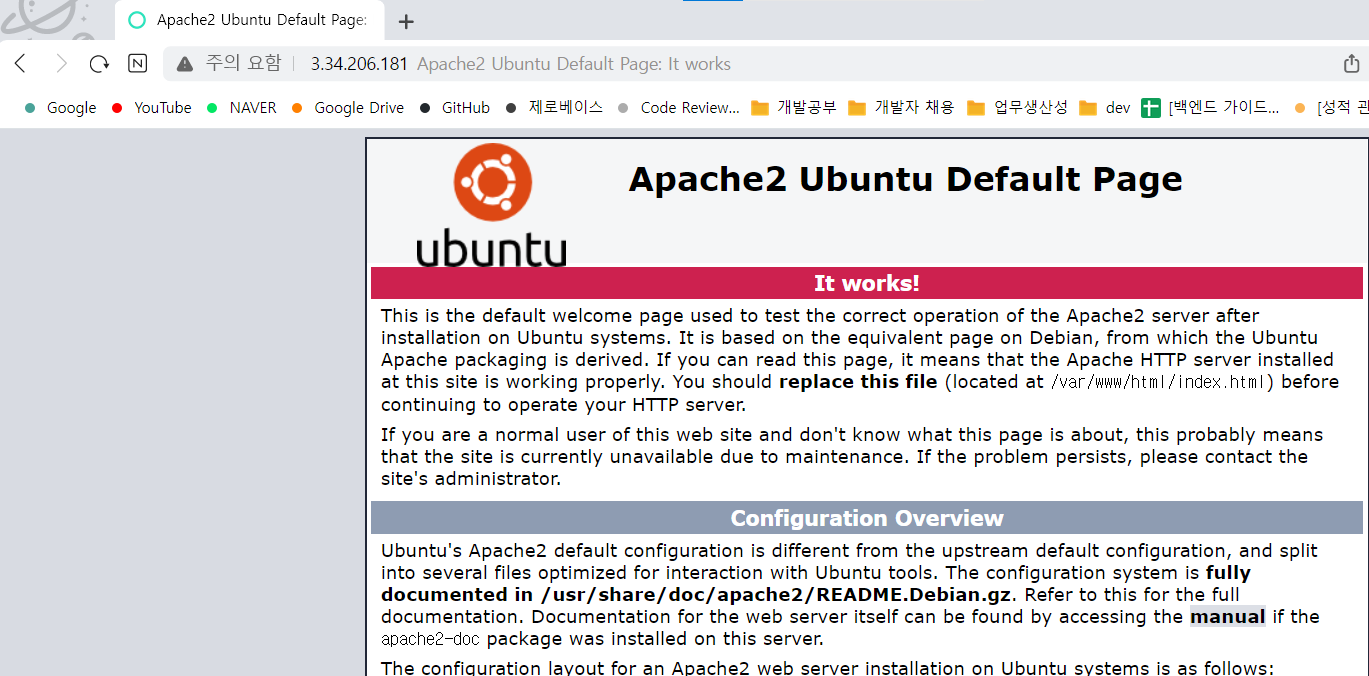 Apache2 Ubuntu Default Page:
N 주의 요함 3.34.206.181 Apache2 Ubuntu Default Page: It works
Google YouTube NAVER Google Drive GitHub 제로베이스 Code Review... 개발공부 개발자 채용 업무생산성 dev [백엔드 가이드... [성적 관
ubuntu
Apache2 Ubuntu Default Page
It works!
This is the default welcome page used to test the correct operation of the Apache2 server after
installation on Ubuntu systems. It is based on the equivalent page on Debian, from which the Ubuntu
Apache packaging is derived. If you can read this page, it means that the Apache HTTP server installed
at this site is working properly. You should replace this file (located at /var/www/html/index.html) before
continuing to operate your HTTP server.
If you are a normal user of this web site and don't know what this page is about, this probably means
that the site is currently unavailable due to maintenance. If the problem persists, please contact the
site's administrator.
Configuration Overview
Ubuntu's Apache2 default configuration is different from the upstream default configuration, and split
into several files optimized for interaction with Ubuntu tools. The configuration system is fully
documented in /usr/share/doc/apache2/README.Debian.gz. Refer to this for the full
documentation. Documentation for the web server itself can be found by accessing the manual if the
apache2-doc package was installed on this server.
The configuration layout for an Apache2 web server installation on Ubuntu systems is as follows: